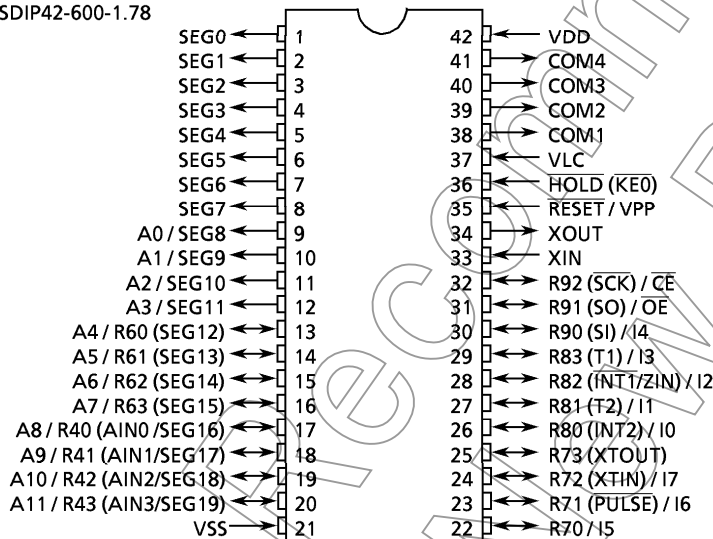 SDIP42-600-1.78
SEG0 1 42 VDD
SEG1 2 41 COM4
SEG2 3 40 COM3
SEG3 4 39 COM2
SEG4 5 38 COM1
SEG5 6 37 VLC
SEG6 7 36 HOLD (KE0)
SEG7 8 35 RESET / VPP
A0 / SEG8 9 34 XOUT
A1 / SEG9 10 33 XIN
A2 / SEG10 11 32 R92 (SCK) / CE
A3 / SEG11 12 31 R91 (SO) / OE
A4 / R60 (SEG12) 13 30 R90 (SI) / I4
A5 / R61 (SEG13) 14 29 R83 (T1) / I3
A6 / R62 (SEG14) 15 28 R82 (INT1/ZIN) / I2
A7 / R63 (SEG15) 16 27 R81 (T2) / I1
A8 / R40 (AIN0/SEG16) 17 26 R80 (INT2) / I0
A9 / R41 (AIN1/SEG17) 18 25 R73 (XTOUT)
A10 / R42 (AIN2/SEG18) 19 24 R72 (XTIN) / I7
A11 / R43 (AIN3/SEG19) 20 23 R71 (PULSE) / I6
VSS 21 22 R70 / I5